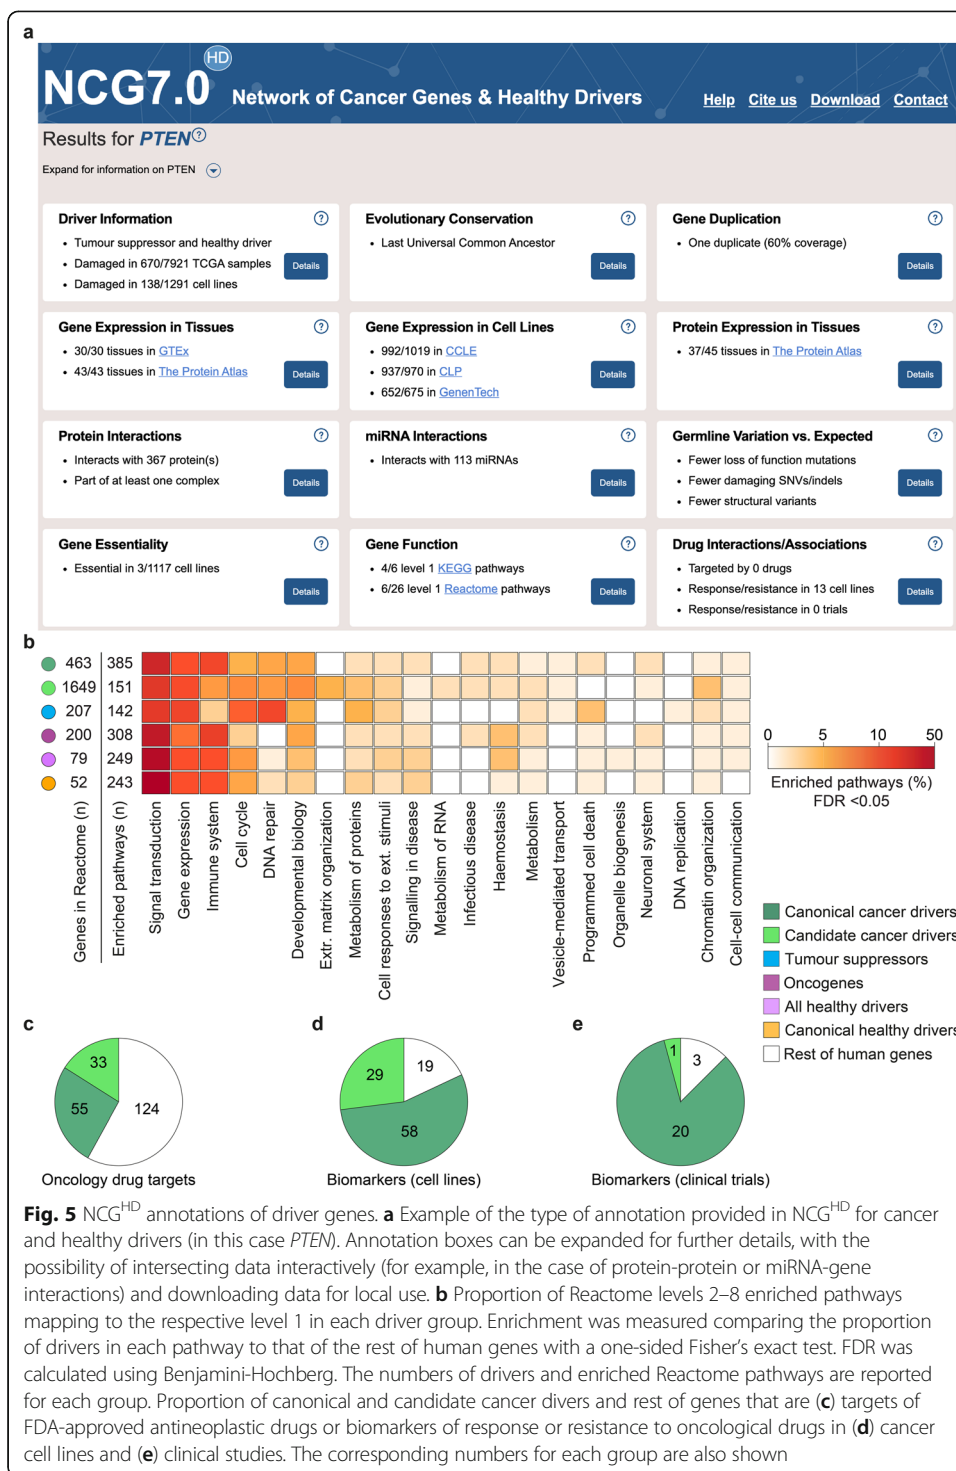 a
NCG7.0 HD Network of Cancer Genes & Healthy Drivers Help Cite us Download Contact
Results for PTEN ?
Expand for information on PTEN
Driver Information ?
• Tumour suppressor and healthy driver
• Damaged in 670/7921 TCGA samples
• Damaged in 138/1291 cell lines
Details
Evolutionary Conservation ?
• Last Universal Common Ancestor
Details
Gene Duplication ?
• One duplicate (60% coverage)
Details
Gene Expression in Tissues ?
• 30/30 tissues in GTEx
• 43/43 tissues in The Protein Atlas
Details
Gene Expression in Cell Lines ?
• 992/1019 in CCLE
• 937/970 in CLP
• 652/675 in GenenTech
Details
Protein Expression in Tissues ?
• 37/45 tissues in The Protein Atlas
Details
Protein Interactions ?
• Interacts with 367 protein(s)
• Part of at least one complex
Details
miRNA Interactions ?
• Interacts with 113 miRNAs
Details
Germline Variation vs. Expected ?
• Fewer loss of function mutations
• Fewer damaging SNVs/indels
• Fewer structural variants
Details
Gene Essentiality ?
• Essential in 3/1117 cell lines
Details
Gene Function ?
• 4/6 level 1 KEGG pathways
• 6/26 level 1 Reactome pathways
Details
Drug Interactions/Associations ?
• Targeted by 0 drugs
• Response/resistance in 13 cell lines
• Response/resistance in 0 trials
Details
b
463 385
1649 151
207 142
200 308
79 249
52 243
Genes in Reactome (n)
Enriched pathways (n)
Signal transduction
Gene expression
Immune system
Cell cycle
DNA repair
Developmental biology
Extr. matrix organization
Metabolism of proteins
Cell responses to ext. stimuli
Signalling in disease
Metabolism of RNA
Infectious disease
Haemostasis
Metabolism
Vesicle-mediated transport
Programmed cell death
Organelle biogenesis
Neuronal system
DNA replication
Chromatin organization
Cell-cell communication
0 5 10 50
Enriched pathways (%)
FDR <0.05
Canonical cancer drivers
Candidate cancer drivers
Tumour suppressors
Oncogenes
All healthy drivers
Canonical healthy drivers
Rest of human genes
c
33
55
124
Oncology drug targets
d
29
19
58
Biomarkers (cell lines)
e
1
3
20
Biomarkers (clinical trials)
Fig. 5 NCGHD annotations of driver genes. a Example of the type of annotation provided in NCGHD for cancer
and healthy drivers (in this case PTEN). Annotation boxes can be expanded for further details, with the
possibility of intersecting data interactively (for example, in the case of protein-protein or miRNA-gene
interactions) and downloading data for local use. b Proportion of Reactome levels 2–8 enriched pathways
mapping to the respective level 1 in each driver group. Enrichment was measured comparing the proportion
of drivers in each pathway to that of the rest of human genes with a one-sided Fisher's exact test. FDR was
calculated using Benjamini-Hochberg. The numbers of drivers and enriched Reactome pathways are reported
for each group. Proportion of canonical and candidate cancer divers and rest of genes that are (c) targets of
FDA-approved antineoplastic drugs or biomarkers of response or resistance to oncological drugs in (d) cancer
cell lines and (e) clinical studies. The corresponding numbers for each group are also shown